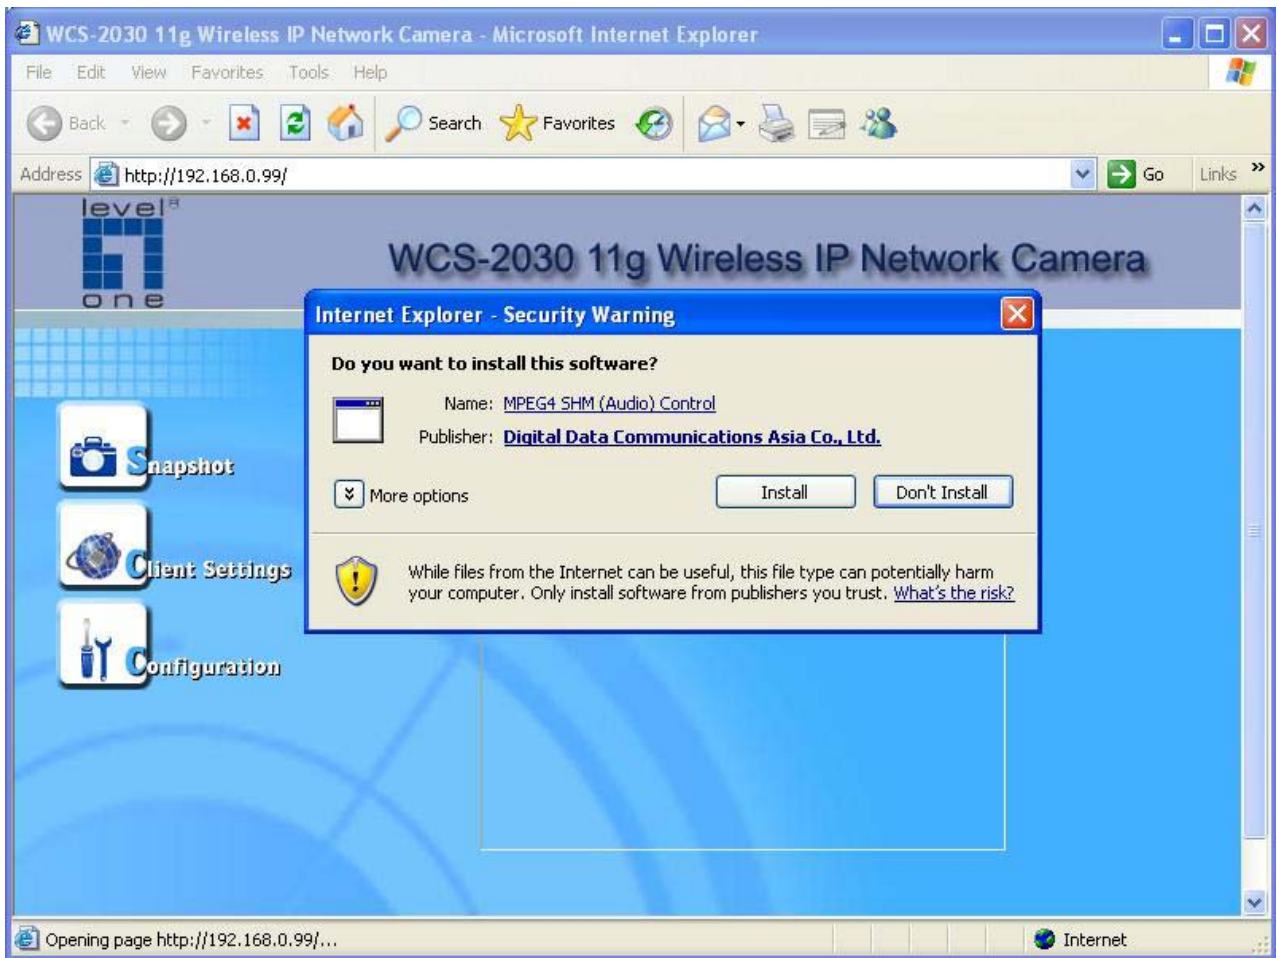 WCS-2030 11g Wireless IP Network Camera - Microsoft Internet Explorer
File Edit View Favorites Tools Help
Back Search Favorites
Address http://192.168.0.99/ Go Links »
level®
one
WCS-2030 11g Wireless IP Network Camera
Internet Explorer - Security Warning
Do you want to install this software?
Name: MPEG4 SHM (Audio) Control
Publisher: Digital Data Communications Asia Co., Ltd.
More options Install Don't Install
While files from the Internet can be useful, this file type can potentially harm
your computer. Only install software from publishers you trust. What's the risk?
Snapshot
Client Settings
Configuration
Opening page http://192.168.0.99/... Internet